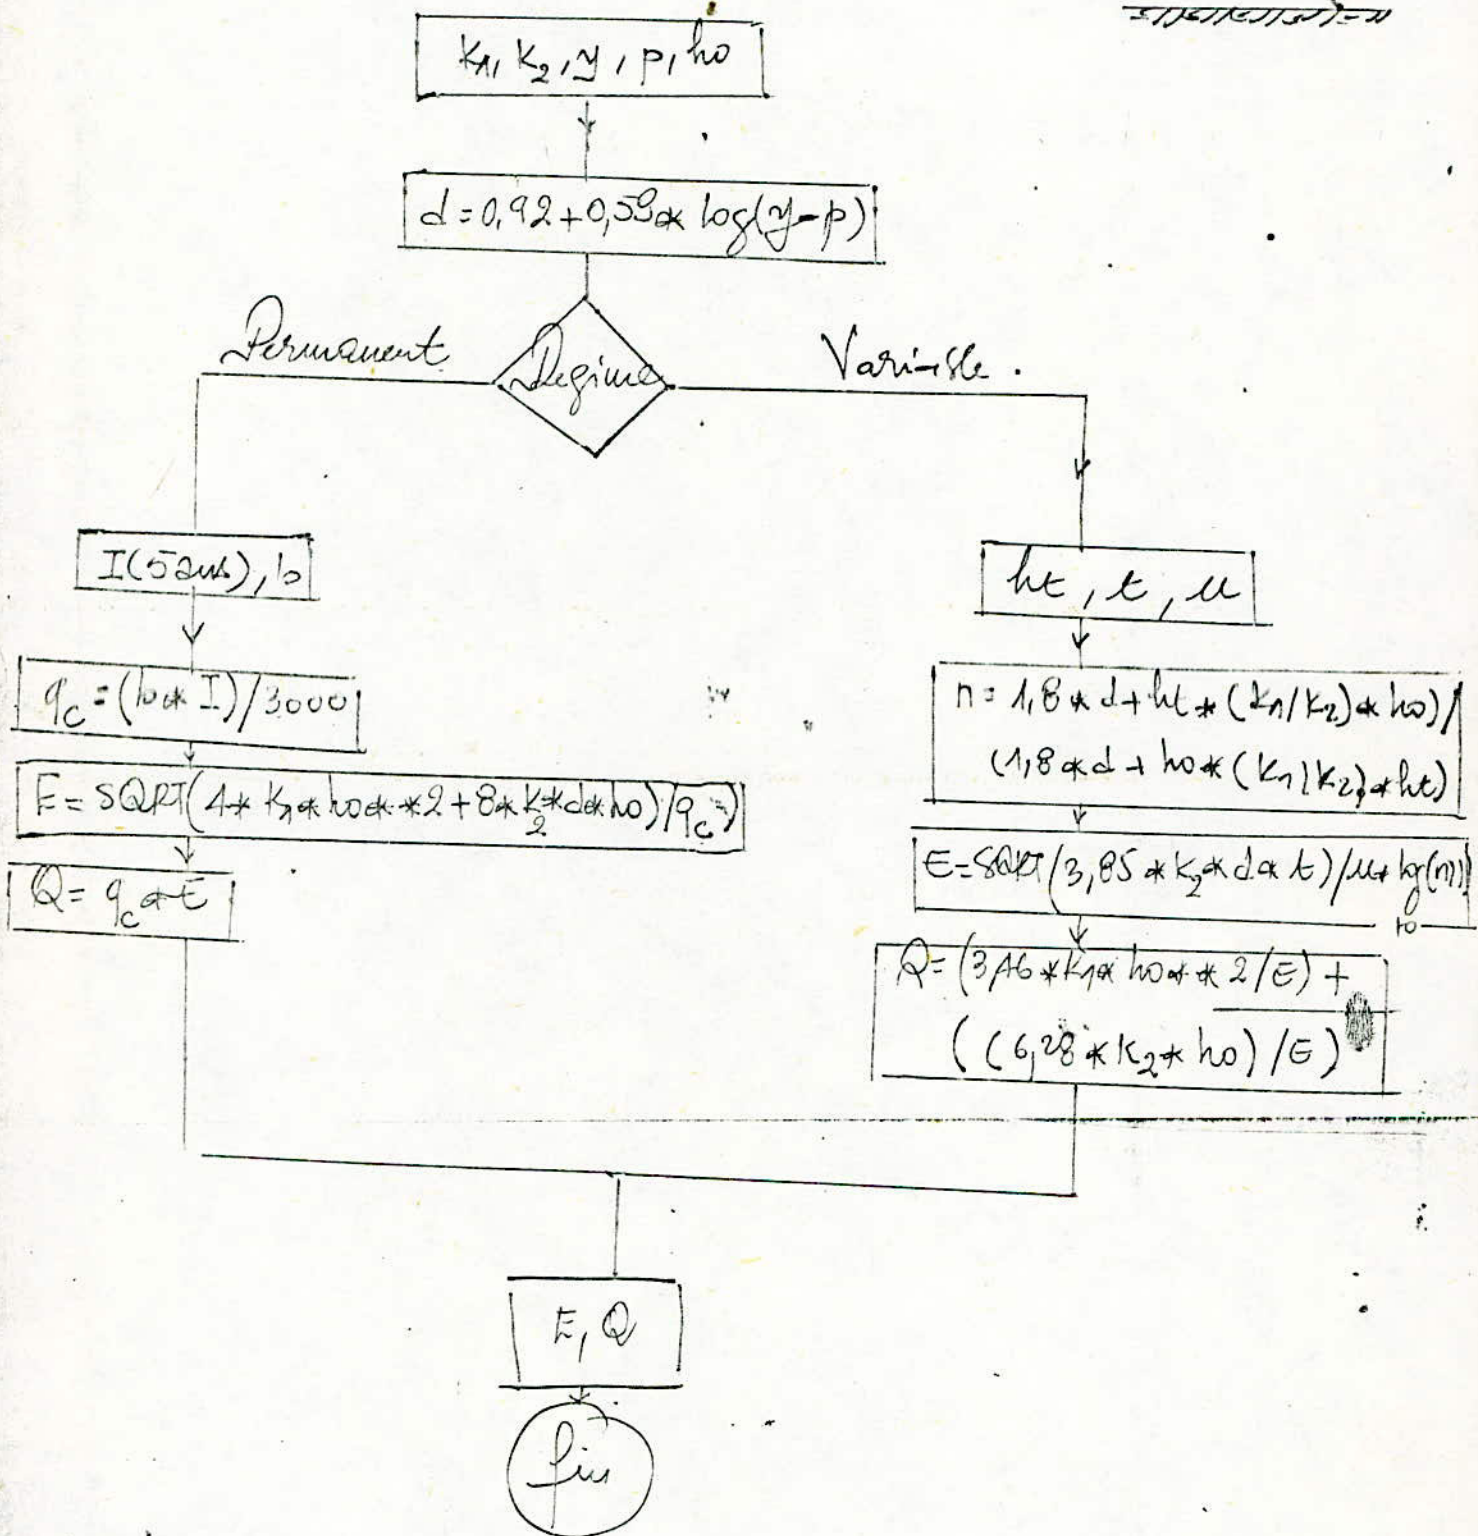 K1, K2, y, p, ho
d = 0,92 + 0,59 * log(y-p)
Permanent
Regime
Variable.
I(5ans), b
ht, t, u
qc = (b * I) / 3000
n = 1,8 * d + ht * (K1/K2) * ho) /
(1,8 * d + ho * (K1/K2) * ht)
E = SQRT(4 * K1 * ho * * 2 + 8 * K2 * d * ho) / qc)
E = SQRT(3,85 * K2 * d * t) / u * log(n))
10
Q = qc * E
Q = (3,46 * K1 * ho * * 2 / E) +
((6,28 * K2 * ho) / E)
E, Q
fin